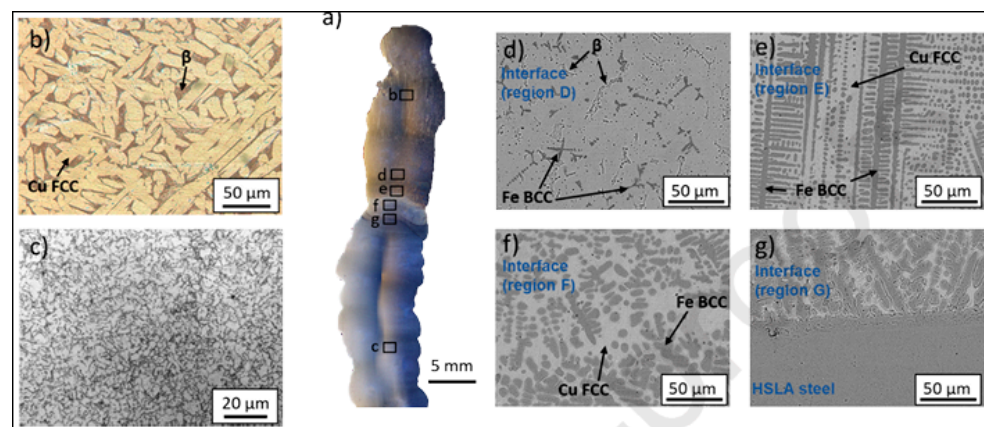 a)
b)
β
Cu FCC
50 µm
c)
20 µm
b
d
e
f
g
c
5 mm
d)
β
Interface
(region D)
Fe BCC
50 µm
e)
Interface
(region E)
Cu FCC
Fe BCC
50 µm
f)
Interface
(region F)
Fe BCC
Cu FCC
50 µm
g)
Interface
(region G)
HSLA steel
50 µm